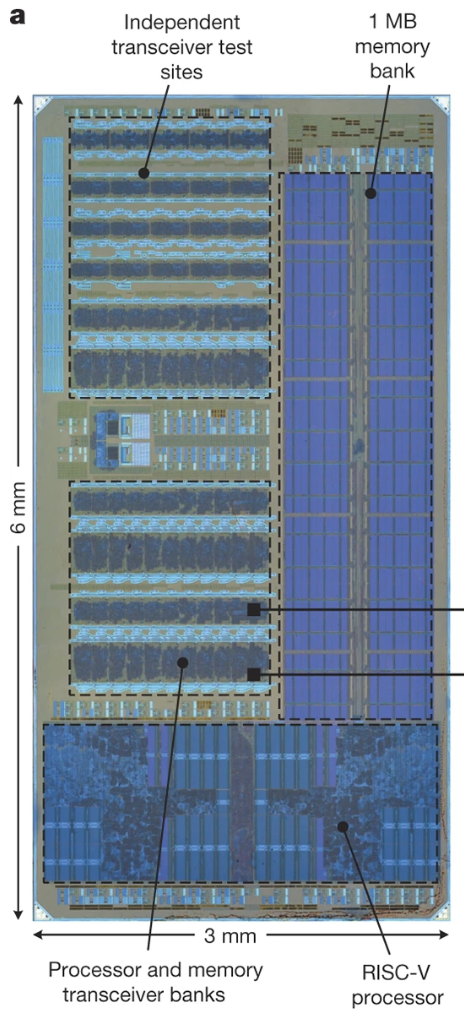 a
Independent
transceiver test
sites
1 MB
memory
bank
6 mm
3 mm
Processor and memory
transceiver banks
RISC-V
processor